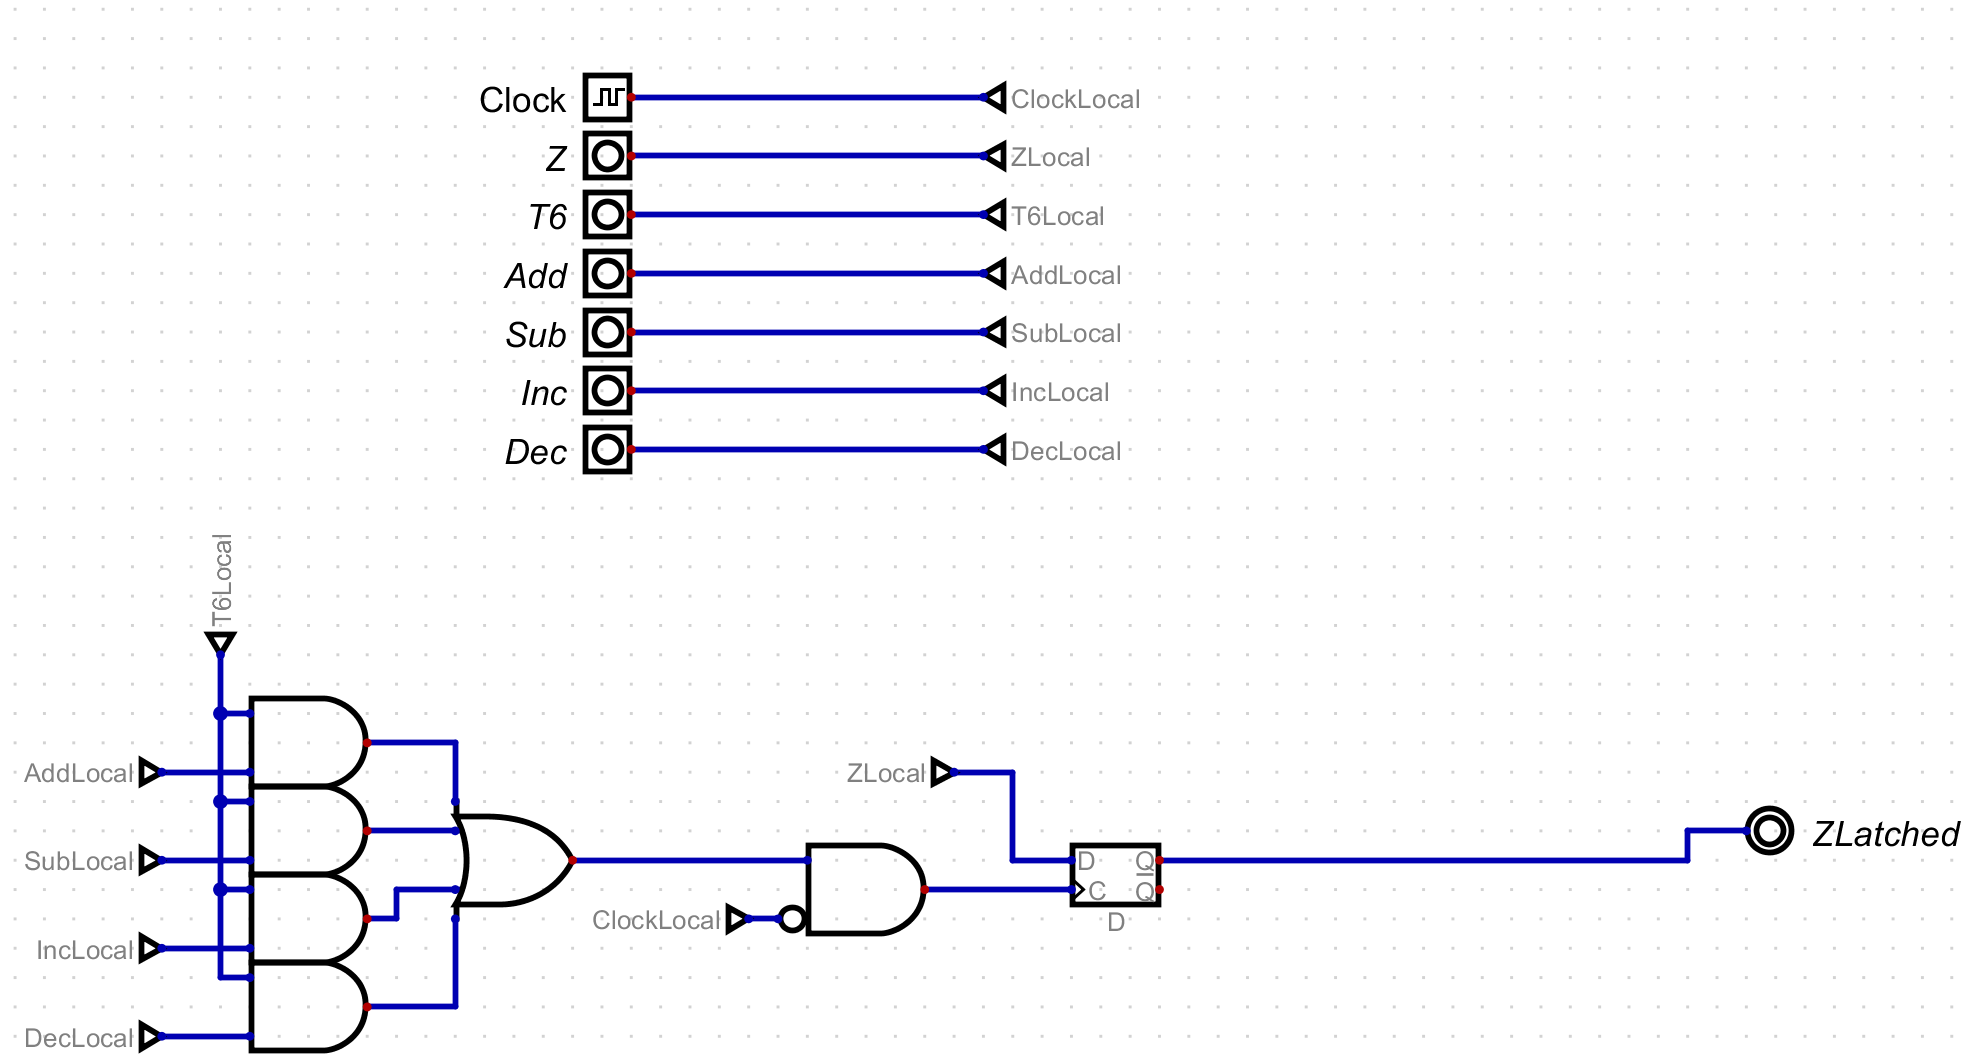 Clock
ClockLocal
Z
ZLocal
T6
T6Local
Add
AddLocal
Sub
SubLocal
Inc
IncLocal
Dec
DecLocal
T6Local
AddLocal
ZLocal
SubLocal
IncLocal
DecLocal
ClockLocal
D Q
C Q
D
ZLatched